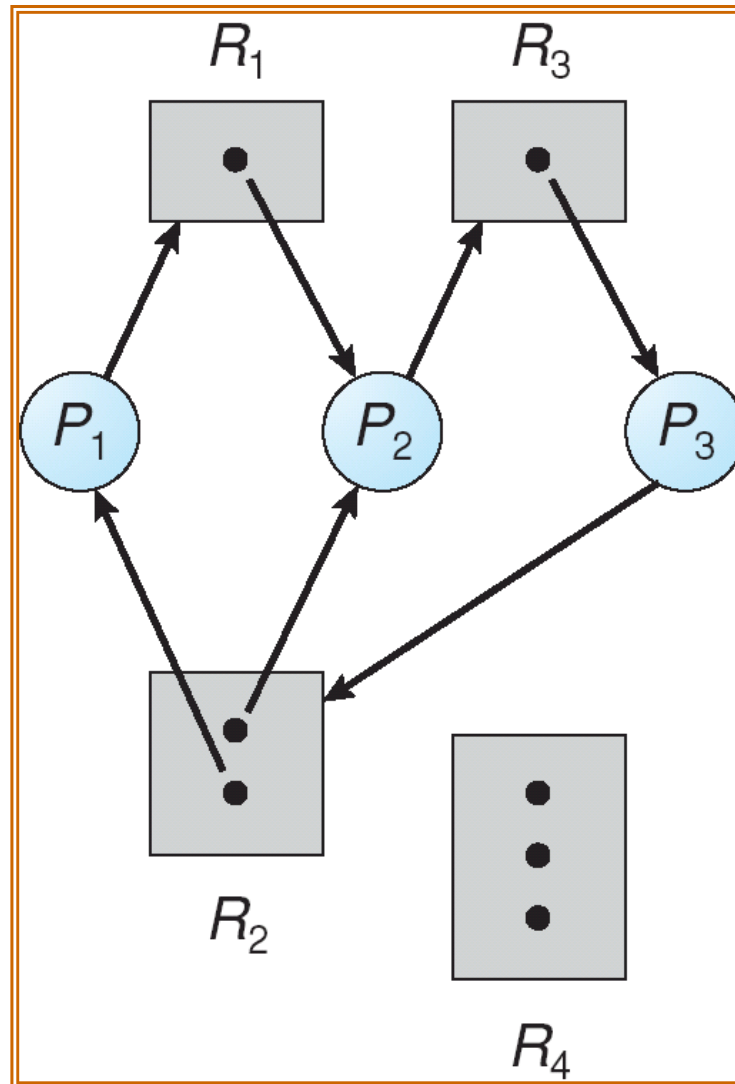 R₁ R₃
P₁ P₂ P₃
R₂
R₄